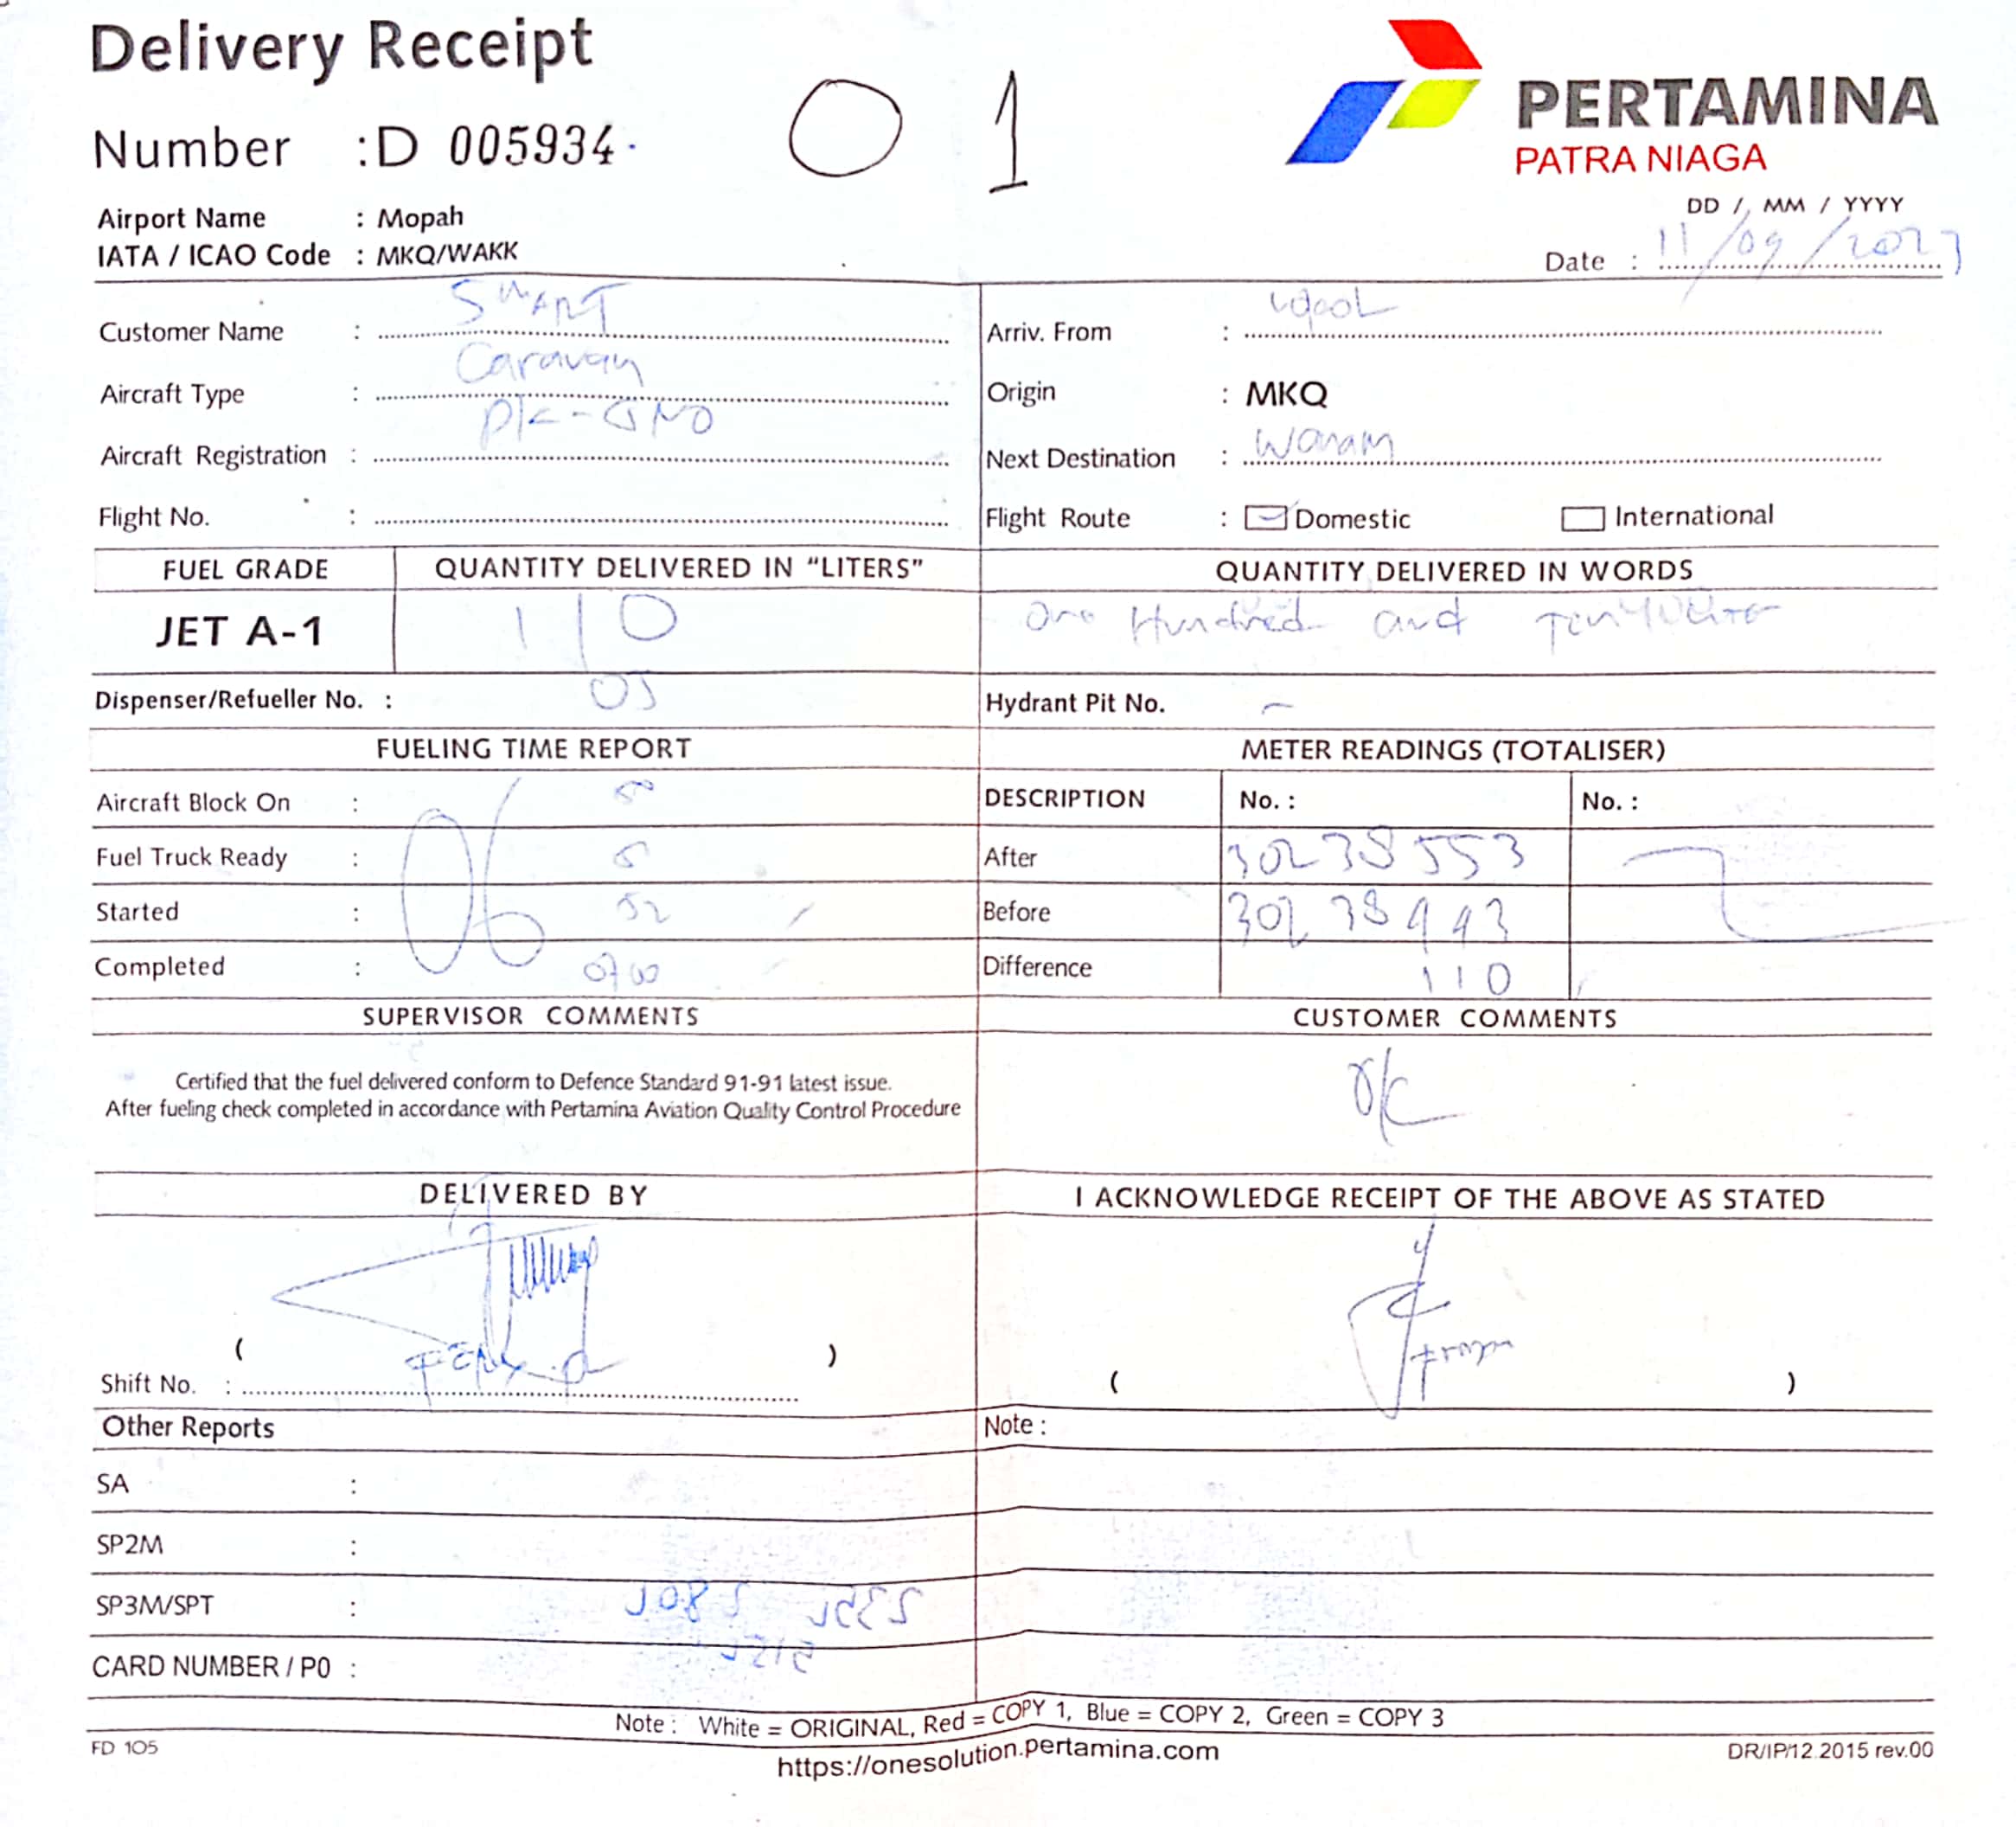 Delivery Receipt
Number : D 005934
O 1
PERTAMINA
PATRA NIAGA
Airport Name : Mopah
IATA / ICAO Code : MKQ/WAKK
DD / MM / YYYY
Date : 11/09/2023
Customer Name : SMART
Arriv. From :
Aircraft Type : Caravan
Origin : MKQ
Aircraft Registration : PK-
Next Destination : Wanam
Flight No. :
Flight Route : Domestic International
FUEL GRADE QUANTITY DELIVERED IN "LITERS" QUANTITY DELIVERED IN WORDS
JET A-1 110 One Hundred and Ten
Dispenser/Refueller No. : 05
Hydrant Pit No. -
FUELING TIME REPORT METER READINGS (TOTALISER)
Aircraft Block On : 06 50
DESCRIPTION No. : No. :
Fuel Truck Ready :
After 30238553
Started : 52
Before 30238443
Completed : 0700
Difference 110
SUPERVISOR COMMENTS CUSTOMER COMMENTS
Certified that the fuel delivered conform to Defence Standard 91-91 latest issue.
After fueling check completed in accordance with Pertamina Aviation Quality Control Procedure
OK
DELIVERED BY I ACKNOWLEDGE RECEIPT OF THE ABOVE AS STATED
( )
( )
Shift No. :
Other Reports Note :
SA :
SP2M :
SP3M/SPT :
CARD NUMBER / P0 :
Note : White = ORIGINAL, Red = COPY 1, Blue = COPY 2, Green = COPY 3
FD 105 https://onesolution.pertamina.com DR/IP/12.2015 rev.00